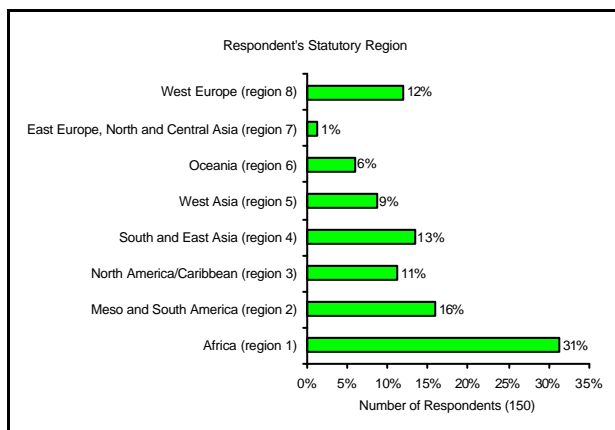 Respondent's Statutory Region
West Europe (region 8) 12%
East Europe, North and Central Asia (region 7) 1%
Oceania (region 6) 6%
West Asia (region 5) 9%
South and East Asia (region 4) 13%
North America/Caribbean (region 3) 11%
Meso and South America (region 2) 16%
Africa (region 1) 31%
0% 5% 10% 15% 20% 25% 30% 35%
Number of Respondents (150)